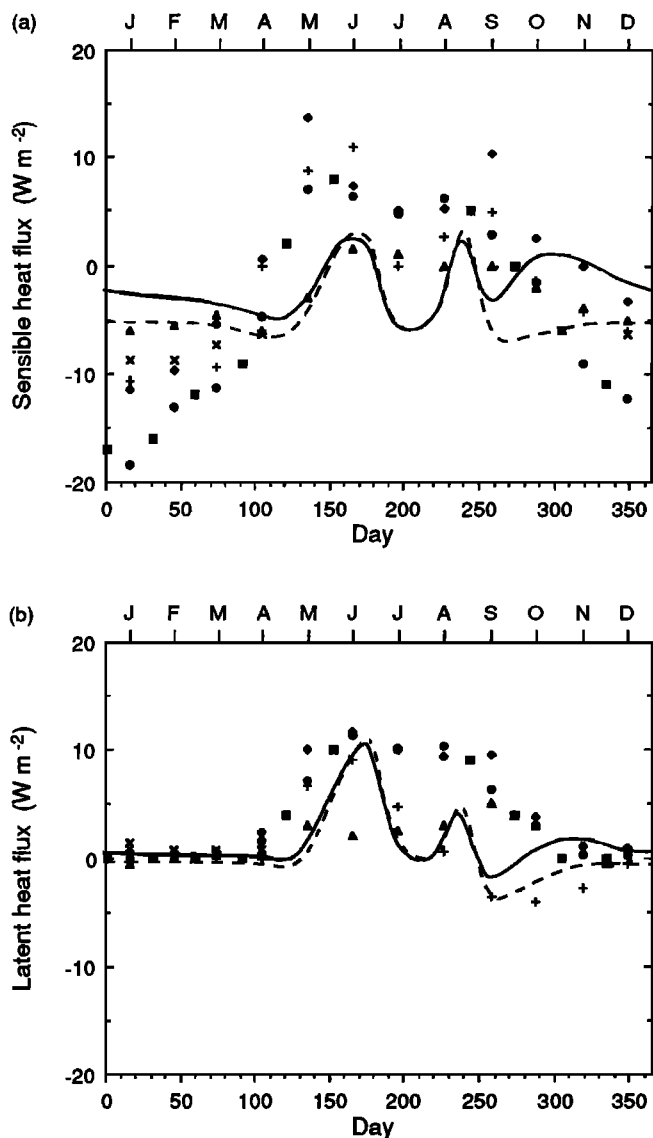 (a) J F M A M J J A S O N D
20
10
0
-10
-20
Sensible heat flux (W m-2)
0 50 100 150 200 250 300 350
Day
(b) J F M A M J J A S O N D
20
10
0
-10
-20
Latent heat flux (W m-2)
0 50 100 150 200 250 300 350
Day